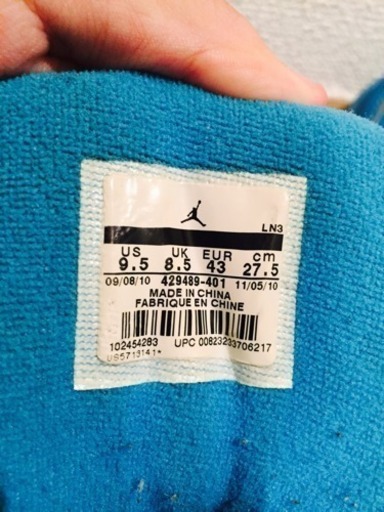 LN3
US UK EUR cm
9.5 8.5 43 27.5
09/08/10 429489-401 11/05/10
MADE IN CHINA
FABRIQUE EN CHINE
102454283 UPC 00823233706217
US5713141*